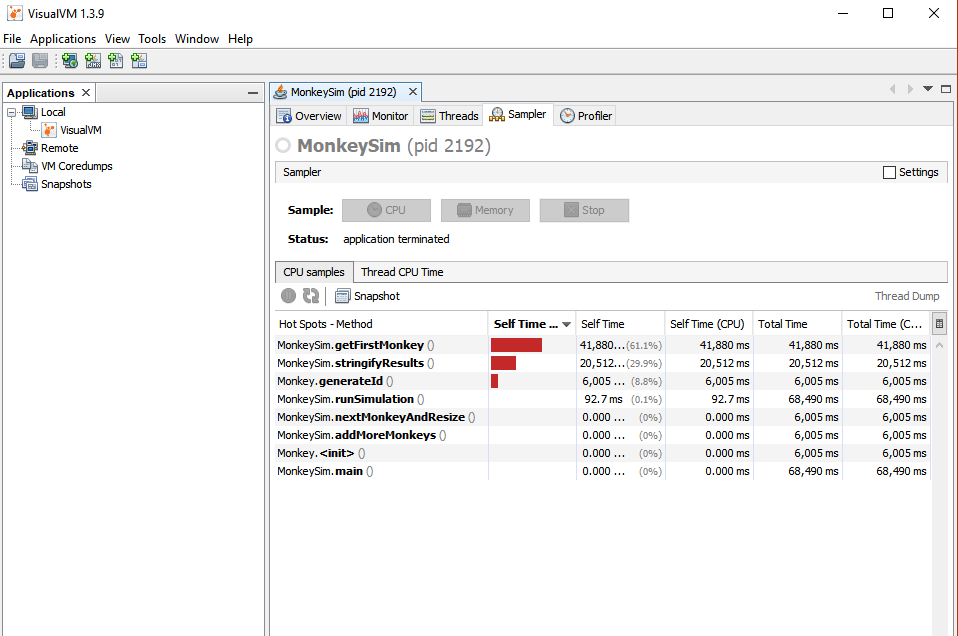 VisualVM 1.3.9
File Applications View Tools Window Help
Applications
Local
VisualVM
Remote
VM Coredumps
Snapshots
MonkeySim (pid 2192)
Overview Monitor Threads Sampler Profiler
MonkeySim (pid 2192)
Sampler Settings
Sample: CPU Memory Stop
Status: application terminated
CPU samples Thread CPU Time
Snapshot Thread Dump
Hot Spots - Method Self Time ... Self Time Self Time (CPU) Total Time Total Time (C...
MonkeySim.getFirstMonkey () 41,880... (61.1%) 41,880 ms 41,880 ms 41,880 ms
MonkeySim.stringifyResults () 20,512... (29.9%) 20,512 ms 20,512 ms 20,512 ms
Monkey.generateId () 6,005 ... (8.8%) 6,005 ms 6,005 ms 6,005 ms
MonkeySim.runSimulation () 92.7 ms (0.1%) 92.7 ms 68,490 ms 68,490 ms
MonkeySim.nextMonkeyAndResize () 0.000 ... (0%) 0.000 ms 6,005 ms 6,005 ms
MonkeySim.addMoreMonkeys () 0.000 ... (0%) 0.000 ms 6,005 ms 6,005 ms
Monkey.<init> () 0.000 ... (0%) 0.000 ms 6,005 ms 6,005 ms
MonkeySim.main () 0.000 ... (0%) 0.000 ms 68,490 ms 68,490 ms